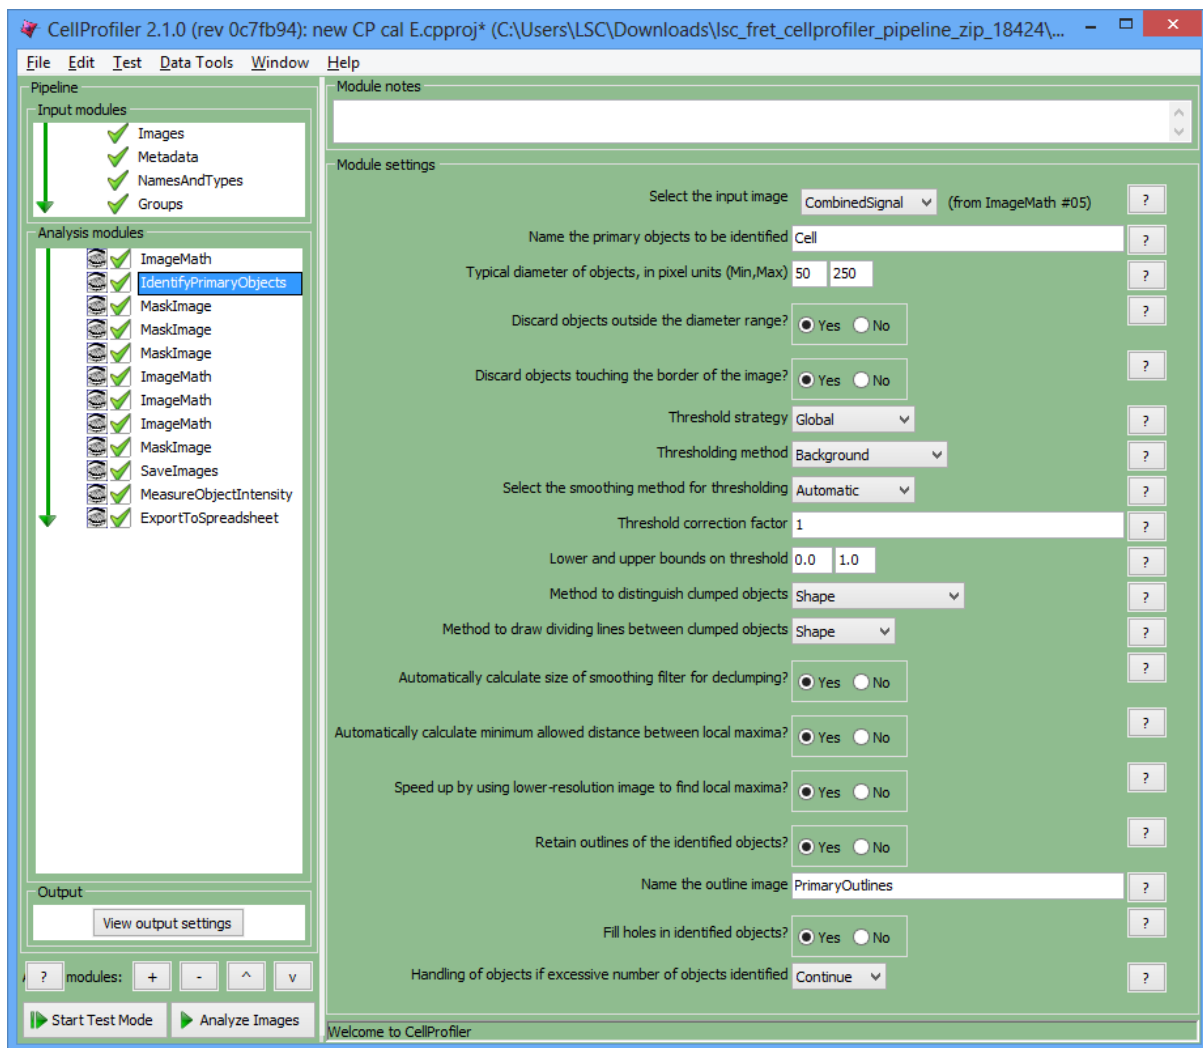 CellProfiler 2.1.0 (rev 0c7fb94): new CP cal E.cpproj* (C:\Users\LSC\Downloads\lsc_fret_cellprofiler_pipeline_zip_18424\...
File Edit Test Data Tools Window Help
Pipeline
Input modules
Images
Metadata
NamesAndTypes
Groups
Analysis modules
ImageMath
IdentifyPrimaryObjects
MaskImage
MaskImage
MaskImage
ImageMath
ImageMath
ImageMath
MaskImage
SaveImages
MeasureObjectIntensity
ExportToSpreadsheet
Output
View output settings
? modules: + - ^ v
Start Test Mode Analyze Images
Module notes
Module settings
Select the input image CombinedSignal (from ImageMath #05) ?
Name the primary objects to be identified Cell ?
Typical diameter of objects, in pixel units (Min,Max) 50 250 ?
Discard objects outside the diameter range? Yes No ?
Discard objects touching the border of the image? Yes No ?
Threshold strategy Global ?
Thresholding method Background ?
Select the smoothing method for thresholding Automatic ?
Threshold correction factor 1 ?
Lower and upper bounds on threshold 0.0 1.0 ?
Method to distinguish clumped objects Shape ?
Method to draw dividing lines between clumped objects Shape ?
Automatically calculate size of smoothing filter for declumping? Yes No ?
Automatically calculate minimum allowed distance between local maxima? Yes No ?
Speed up by using lower-resolution image to find local maxima? Yes No ?
Retain outlines of the identified objects? Yes No ?
Name the outline image PrimaryOutlines ?
Fill holes in identified objects? Yes No ?
Handling of objects if excessive number of objects identified Continue ?
Welcome to CellProfiler